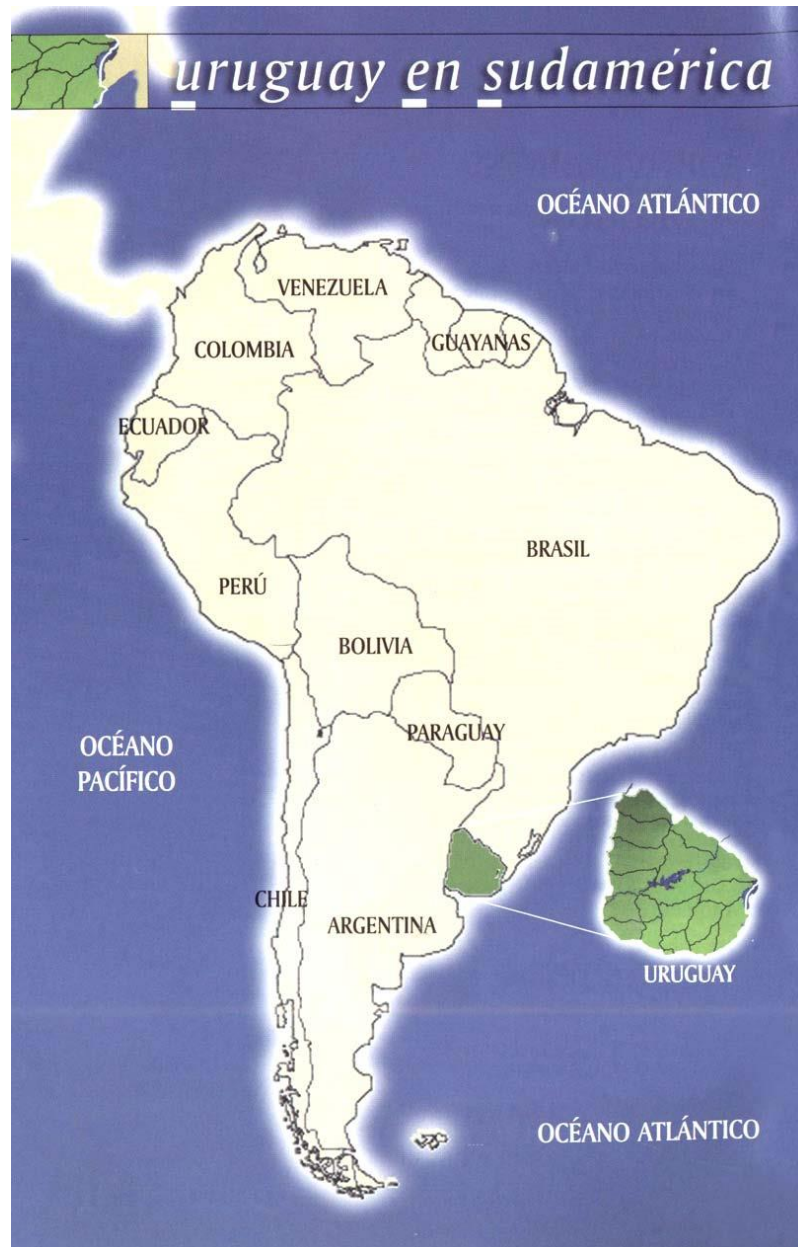 uruguay en sudamérica
OCÉANO ATLÁNTICO
VENEZUELA
COLOMBIA
GUAYANAS
ECUADOR
BRASIL
PERÚ
BOLIVIA
PARAGUAY
OCÉANO
PACÍFICO
CHILE
ARGENTINA
URUGUAY
OCÉANO ATLÁNTICO